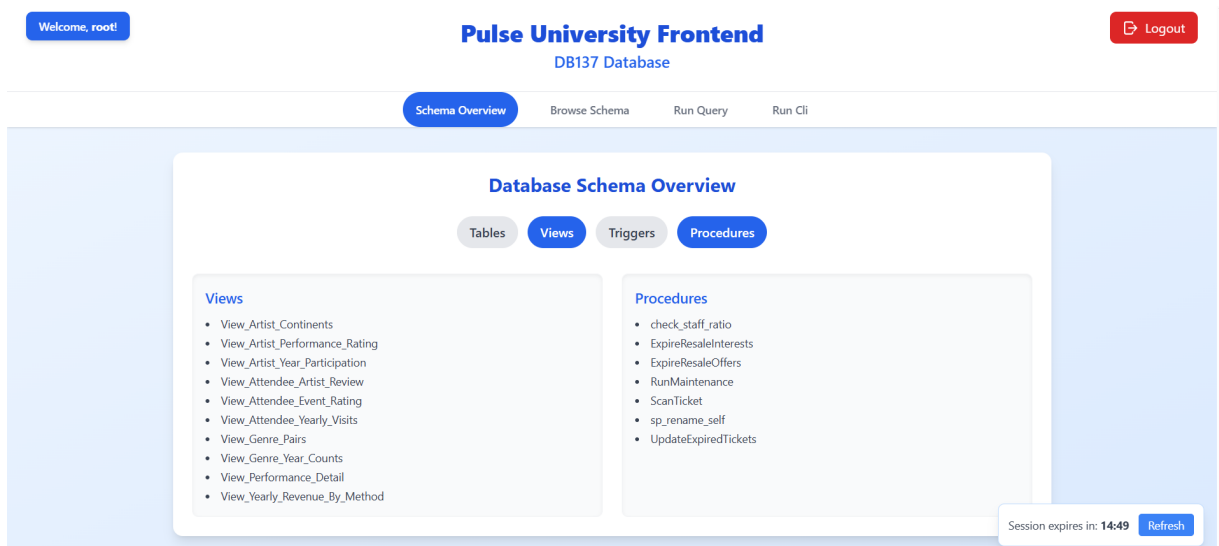 Welcome, root!
Pulse University Frontend
DB137 Database
Logout
Schema Overview
Browse Schema
Run Query
Run Cli
Database Schema Overview
Tables
Views
Triggers
Procedures
Views
• View_Artist_Continents
• View_Artist_Performance_Rating
• View_Artist_Year_Participation
• View_Attendee_Artist_Review
• View_Attendee_Event_Rating
• View_Attendee_Yearly_Visits
• View_Genre_Pairs
• View_Genre_Year_Counts
• View_Performance_Detail
• View_Yearly_Revenue_By_Method
Procedures
• check_staff_ratio
• ExpireResaleInterests
• ExpireResaleOffers
• RunMaintenance
• ScanTicket
• sp_rename_self
• UpdateExpiredTickets
Session expires in: 14:49
Refresh